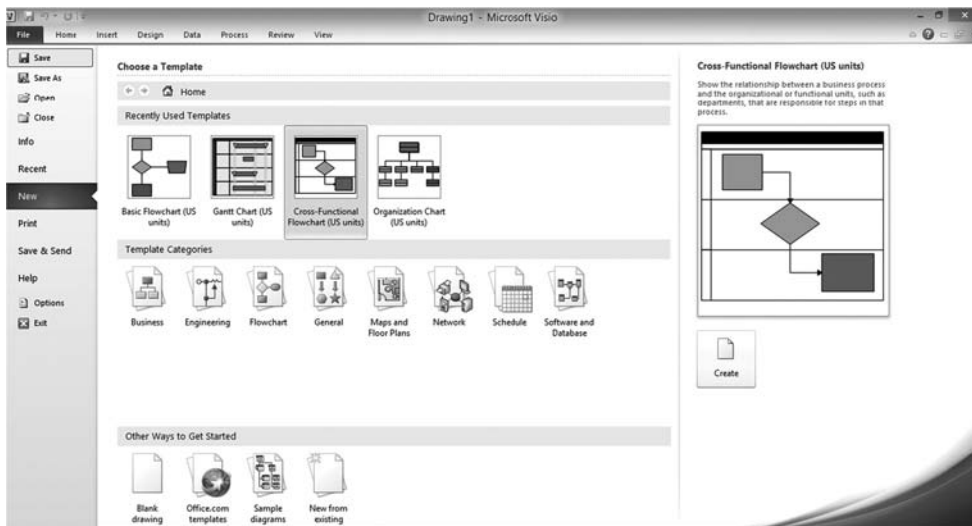 Drawing1 - Microsoft Visio
File Home Insert Design Data Process Review View
Save
Save As
Open
Close
Info
Recent
New
Print
Save & Send
Help
Options
Exit
Choose a Template
Home
Recently Used Templates
Basic Flowchart (US units)
Gantt Chart (US units)
Cross-Functional Flowchart (US units)
Organization Chart (US units)
Template Categories
Business
Engineering
Flowchart
General
Maps and Floor Plans
Network
Schedule
Software and Database
Other Ways to Get Started
Blank drawing
Office.com templates
Sample diagrams
New from existing
Cross-Functional Flowchart (US units)
Show the relationship between a business process
and the organizational or functional units, such as
departments, that are responsible for steps in that
process.
Create